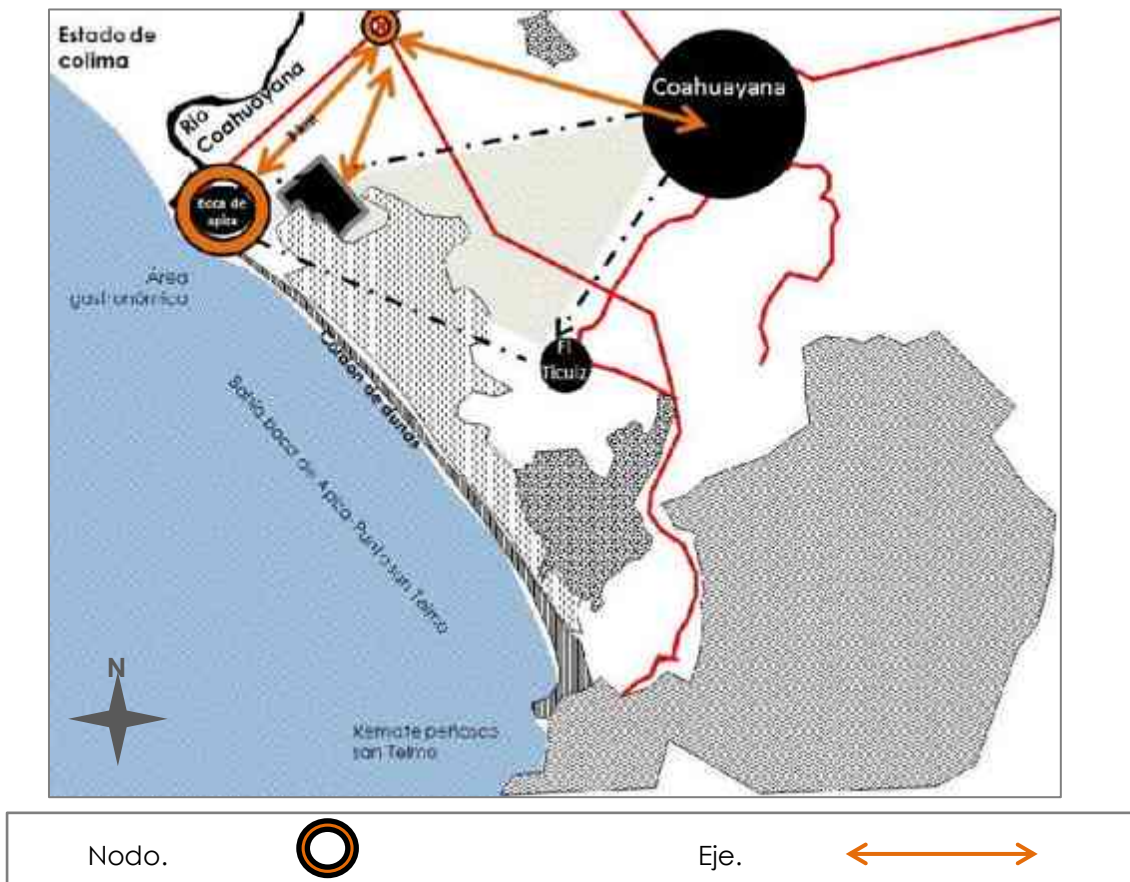 Estado de
colima
Río
Coahuayana
Coahuayana
Boca de
apiza
Área
gastronómica
El
Ticuiz
Cordon de dunas
Bahía boca de Apiza- Punta san Telmo
N
Remate peñasco
san Telmo
Nodo.
Eje.